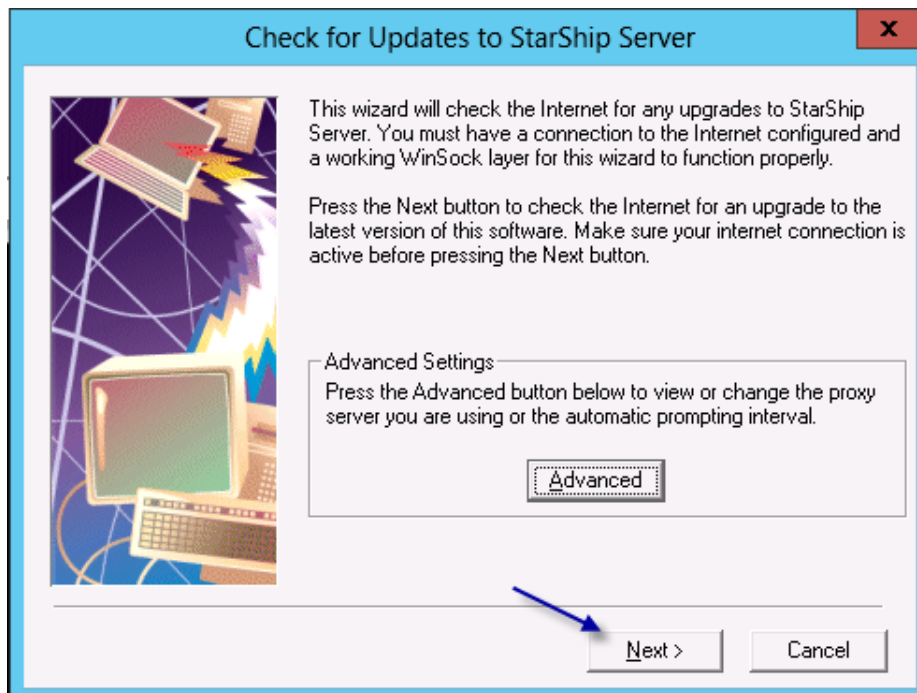 Check for Updates to StarShip Server
x
This wizard will check the Internet for any upgrades to StarShip
Server. You must have a connection to the Internet configured and
a working WinSock layer for this wizard to function properly.
Press the Next button to check the Internet for an upgrade to the
latest version of this software. Make sure your internet connection is
active before pressing the Next button.
Advanced Settings
Press the Advanced button below to view or change the proxy
server you are using or the automatic prompting interval.
Advanced
Next >
Cancel